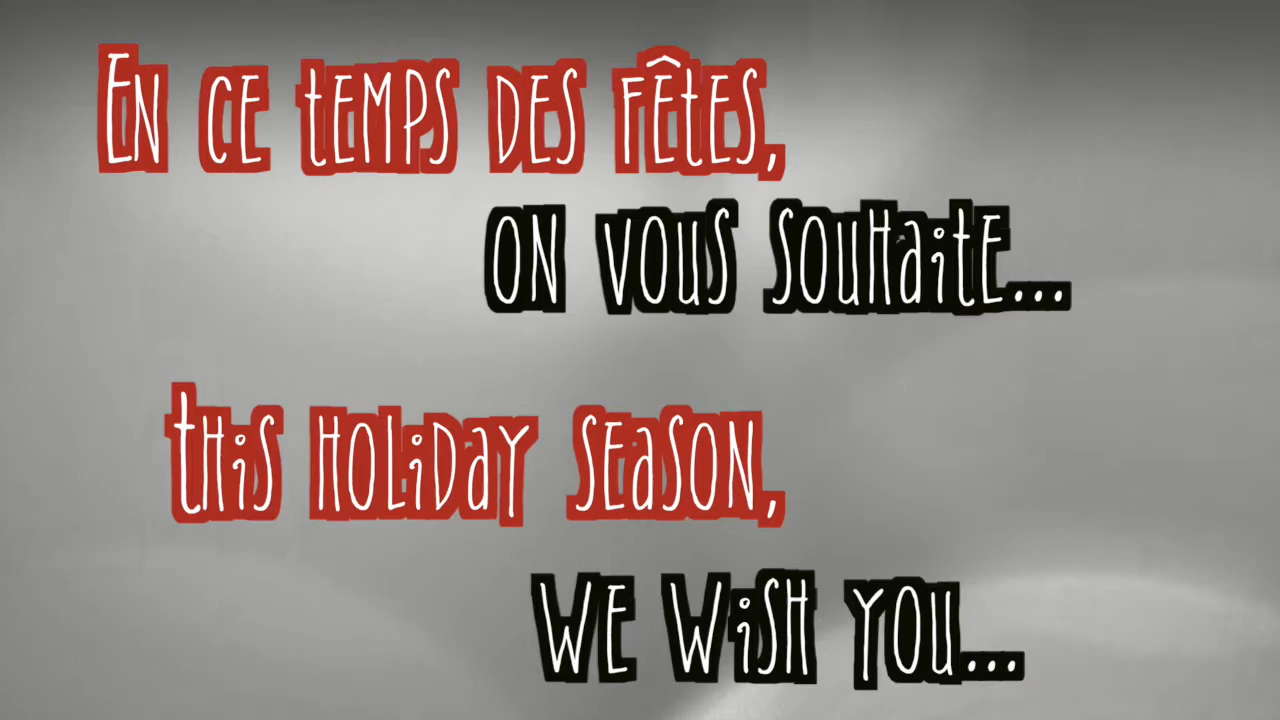 En ce temps des fêtes,
on vous souhaite...
This holiday season,
we wish you...